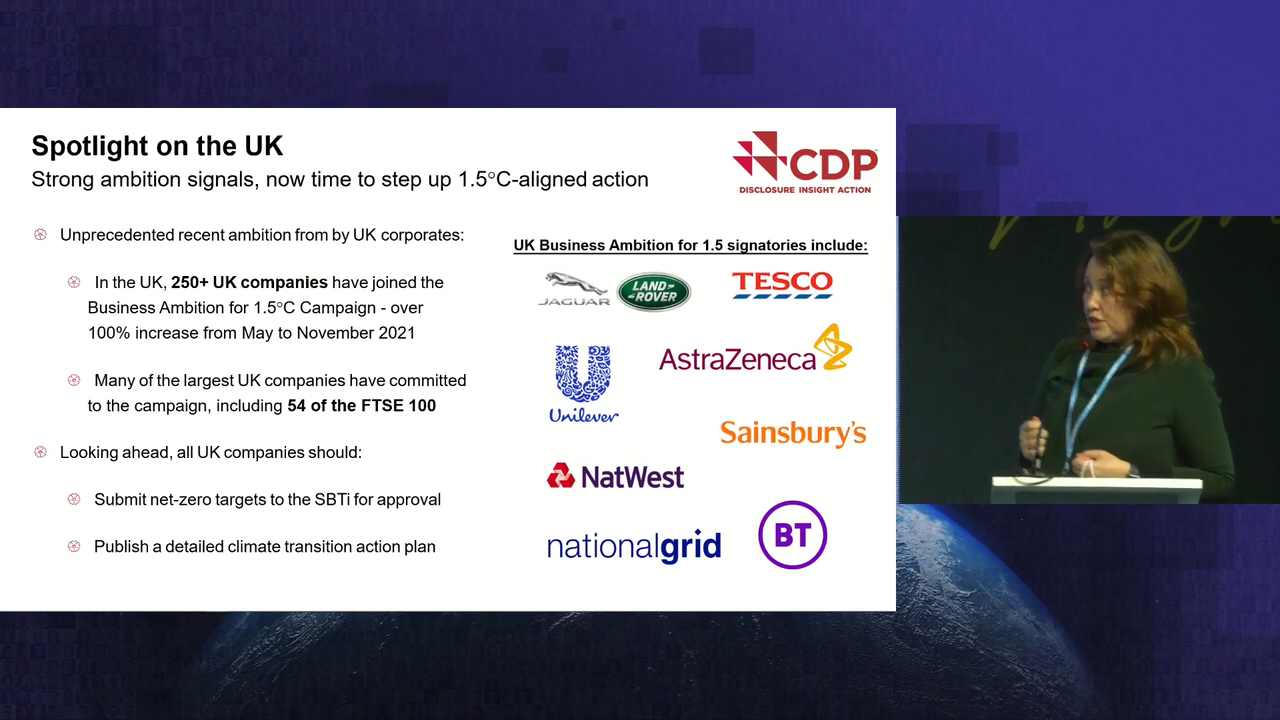 Spotlight on the UK
Strong ambition signals, now time to step up 1.5°C-aligned action
CDP
DISCLOSURE INSIGHT ACTION
Unprecedented recent ambition from by UK corporates:
In the UK, 250+ UK companies have joined the
Business Ambition for 1.5°C Campaign - over
100% increase from May to November 2021
Many of the largest UK companies have committed
to the campaign, including 54 of the FTSE 100
Looking ahead, all UK companies should:
Submit net-zero targets to the SBTi for approval
Publish a detailed climate transition action plan
UK Business Ambition for 1.5 signatories include:
JAGUAR
LAND-
-ROVER
TESCO
Unilever
AstraZeneca
Sainsbury's
NatWest
nationalgrid
BT